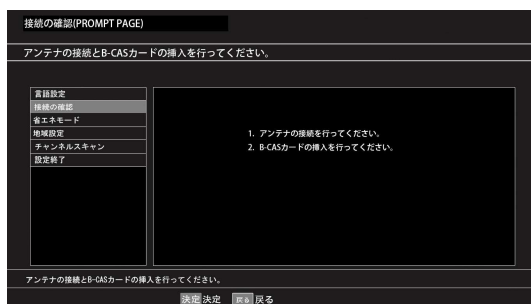 接続の確認(PROMPT PAGE)
アンテナの接続とB-CASカードの挿入を行ってください。
言語設定
接続の確認
省エネモード
地域設定
チャンネルスキャン
設定終了
1. アンテナの接続を行ってください。
2. B-CASカードの挿入を行ってください。
アンテナの接続とB-CASカードの挿入を行ってください。
決定 決定 戻る 戻る